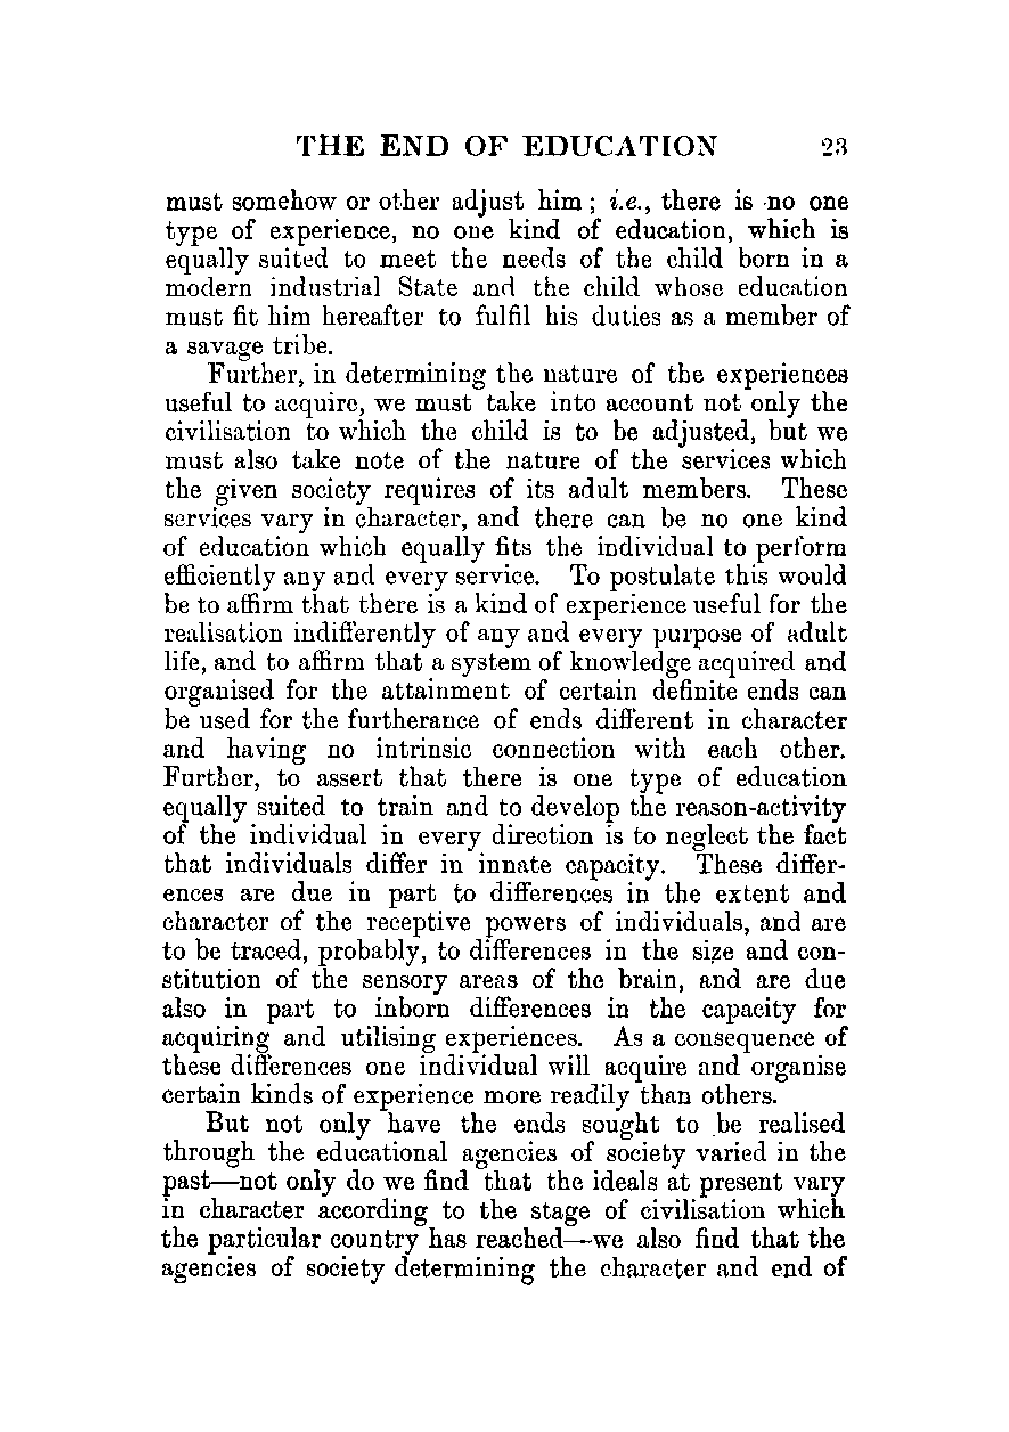 THE END OF EDUCATION 23
must somehow or other adjust him; i.e., there is no one
type of experience, no one kind of education, which is
equally suited to meet the needs of the child born in a
modern industrial State and the child whose education
must fit him hereafter to fulfil his duties as a member of
a savage tribe.
Further, in determining the nature of the experiences
useful to acquire, we must take into account not only the
civilisation to which the child is to be adjusted, but we
must also take note of the nature of the services which
the given society requires of its adult members. These
services vary in character, and there can be no one kind
of education which equally fits the individual to perform
efficiently any and every service. To postulate this would
be to affirm that there is a kind of experience useful for the
realisation indifferently of any and every purpose of adult
life, and to affirm that a system of knowledge acquired and
organised for the attainment of certain definite ends can
be used for the furtherance of ends different in character
and having no intrinsic connection with each other.
Further, to assert that there is one type of education
equally suited to train and to develop the reason-activity
of the individual in every direction is to neglect the fact
that individuals differ in innate capacity. These differ-
ences are due in part to differences in the extent and
character of the receptive powers of individuals, and are
to be traced, probably, to differences in the size and con-
stitution of the sensory areas of the brain, and are due
also in part to inborn differences in the capacity for
acquiring and utilising experiences. As a consequence of
these differences one individual will acquire and organise
certain kinds of experience more readily than others.
But not only have the ends sought to be realised
through the educational agencies of society varied in the
past—not only do we find that the ideals at present vary
in character according to the stage of civilisation which
the particular country has reached—we also find that the
agencies of society determining the character and end of